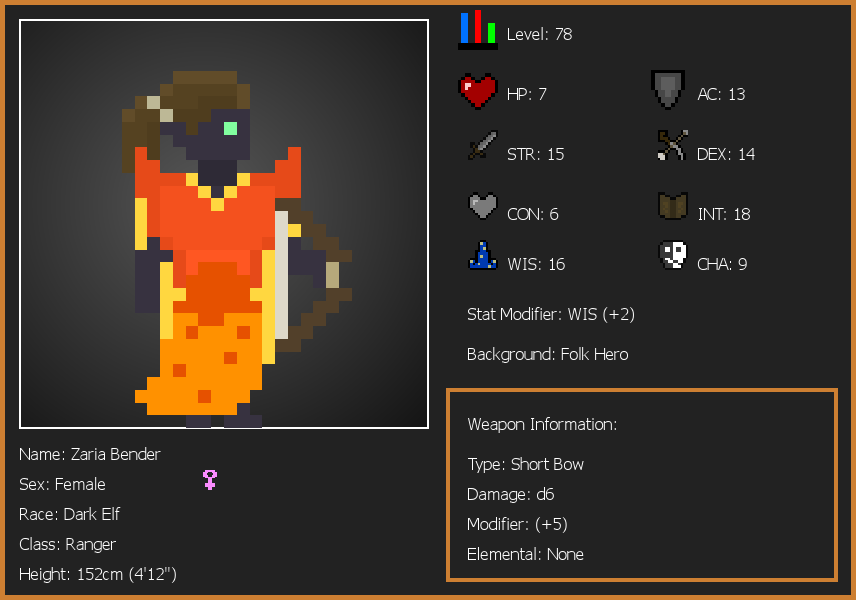 Level: 78
HP: 7
AC: 13
STR: 15
DEX: 14
CON: 6
INT: 18
WIS: 16
CHA: 9
Stat Modifier: WIS (+2)
Background: Folk Hero
Weapon Information:
Type: Short Bow
Damage: d6
Modifier: (+5)
Elemental: None
Name: Zaria Bender
Sex: Female
Race: Dark Elf
Class: Ranger
Height: 152cm (4'12")